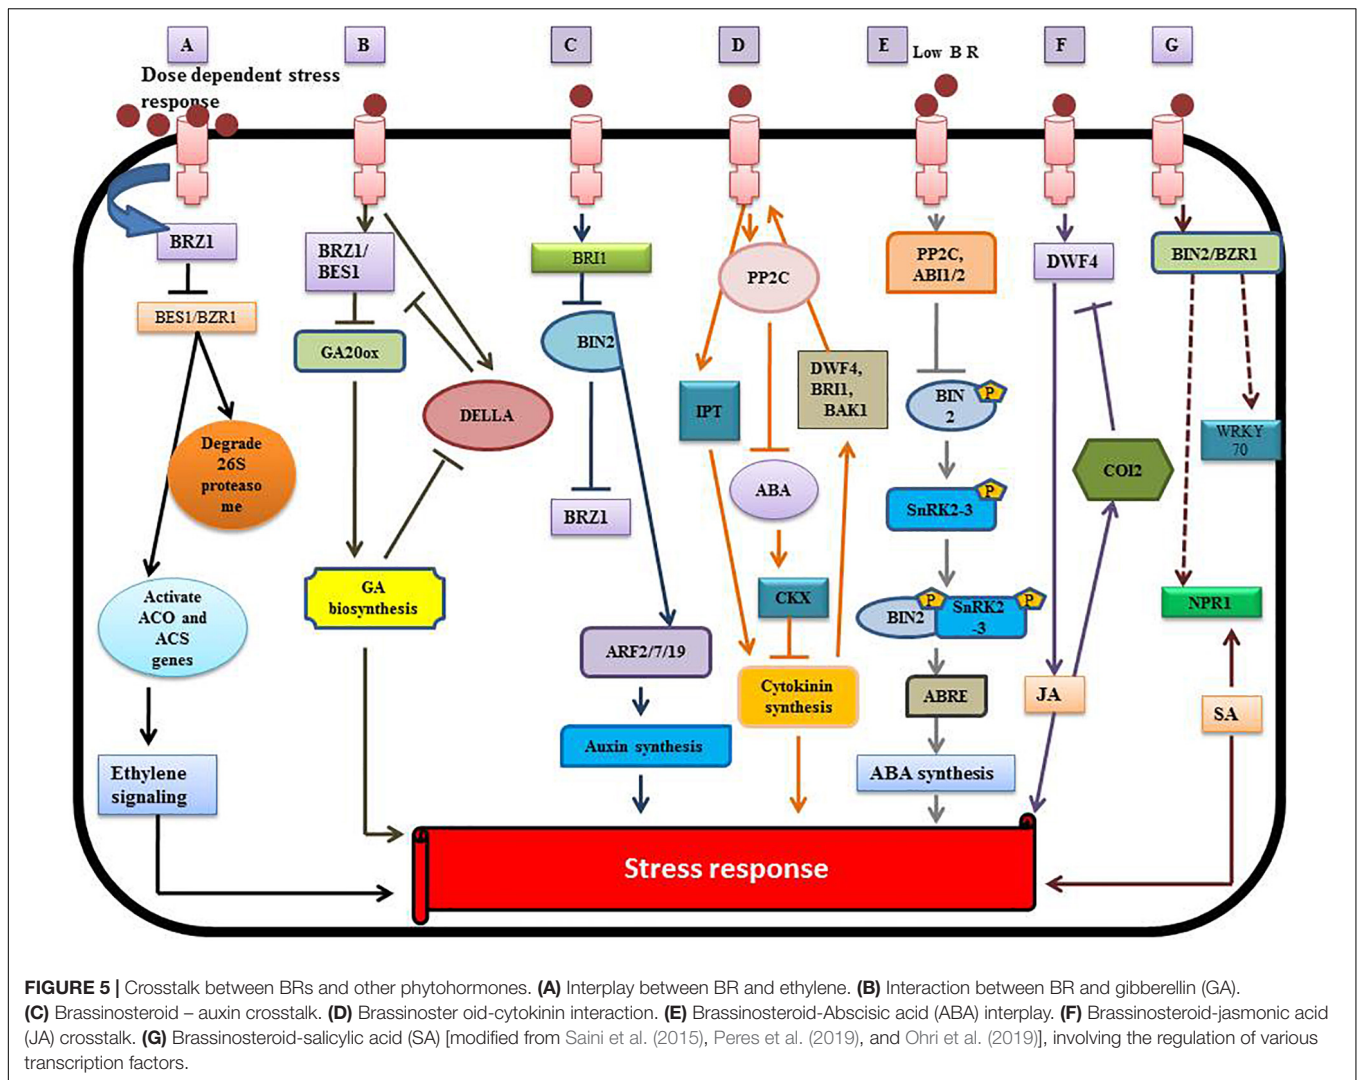 A
B
C
D
E
F
G
Low B R
Dose dependent stress
response
BRZ1
BES1/BZR1
Degrade
26S
proteaso
me
Activate
ACO and
ACS
genes
Ethylene
signaling
BRZ1/
BES1
GA20ox
DELLA
GA
biosynthesis
BRI1
BIN2
BRZ1
ARF2/7/19
Auxin synthesis
PP2C
IPT
DWF4,
BRI1,
BAK1
ABA
CKX
Cytokinin
synthesis
PP2C,
ABI1/2
BIN
2
P
SnRK2-3
P
BIN2
P
SnRK2
-3
P
ABRE
ABA synthesis
DWF4
COI2
JA
BIN2/BZR1
WRKY
70
NPR1
SA
Stress response
FIGURE 5 | Crosstalk between BRs and other phytohormones. (A) Interplay between BR and ethylene. (B) Interaction between BR and gibberellin (GA).
(C) Brassinosteroid – auxin crosstalk. (D) Brassinoster oid-cytokinin interaction. (E) Brassinosteroid-Abscisic acid (ABA) interplay. (F) Brassinosteroid-jasmonic acid
(JA) crosstalk. (G) Brassinosteroid-salicylic acid (SA) [modified from Saini et al. (2015), Peres et al. (2019), and Ohri et al. (2019)], involving the regulation of various
transcription factors.